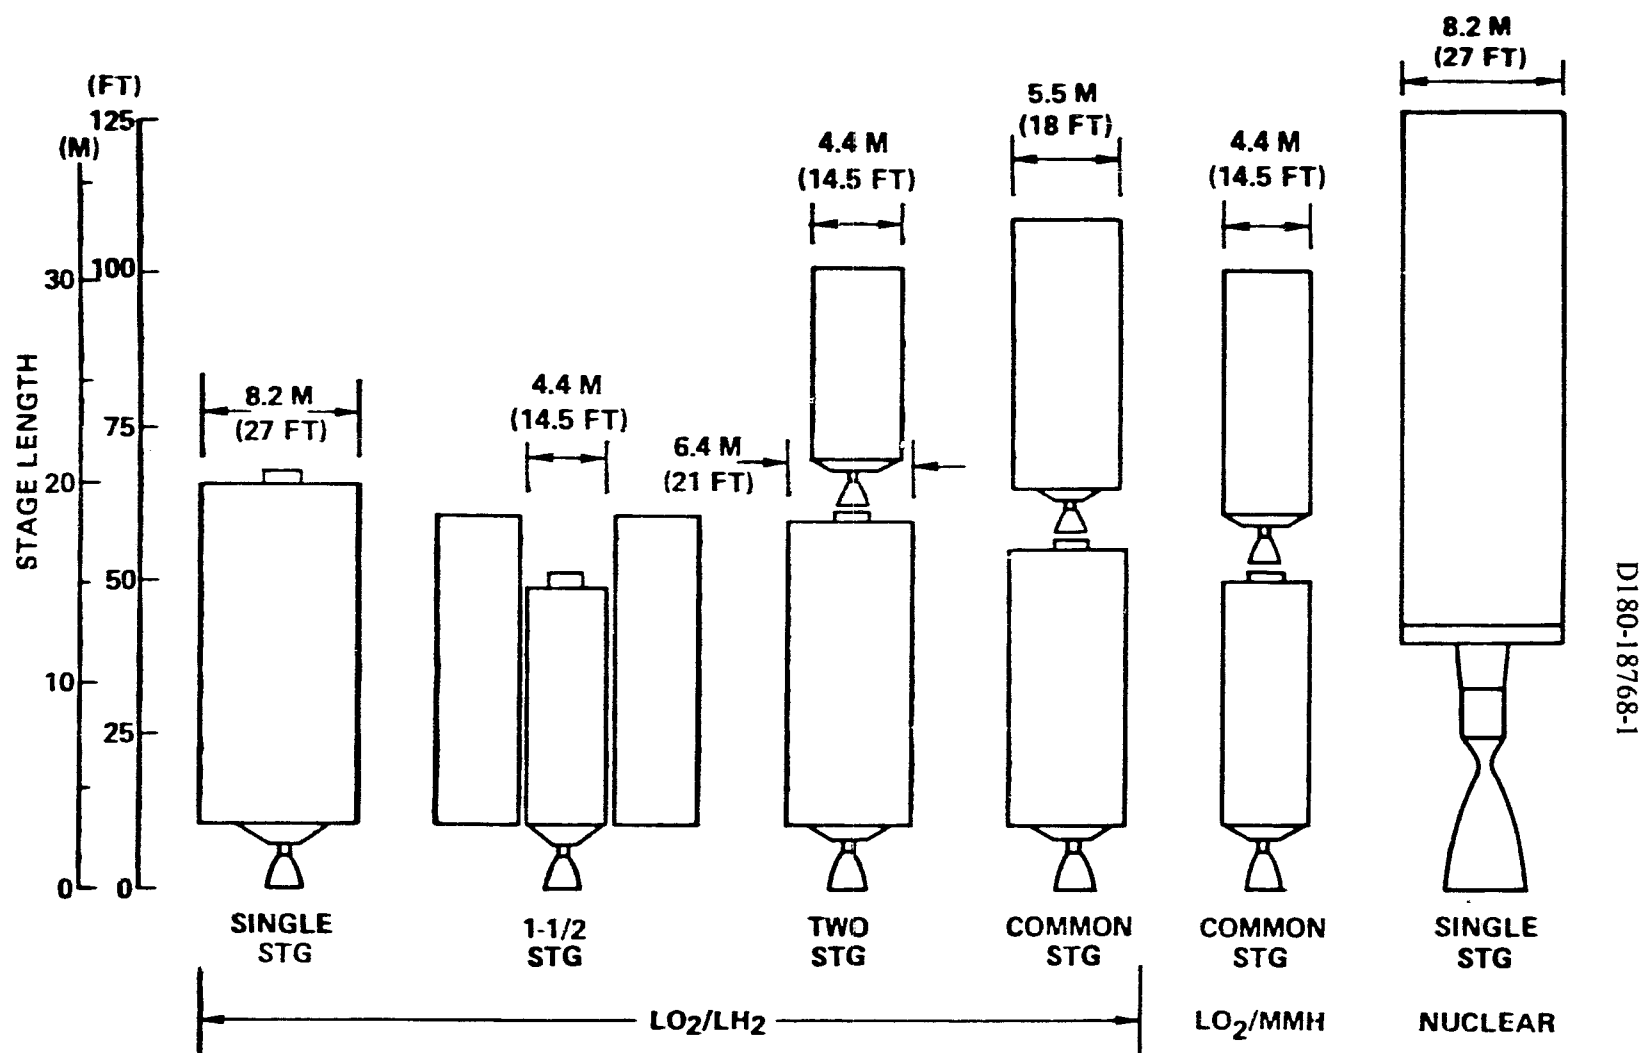 8.2 M
(27 FT)
(FT)
125
(M)
5.5 M
(18 FT)
4.4 M
(14.5 FT)
4.4 M
(14.5 FT)
100
30
STAGE LENGTH
8.2 M
(27 FT)
4.4 M
(14.5 FT)
75
6.4 M
(21 FT)
20
50
10
25
0
0
D180-18768-1
SINGLE
STG
1-1/2
STG
TWO
STG
COMMON
STG
COMMON
STG
SINGLE
STG
LO2/LH2
LO2/MMH
NUCLEAR